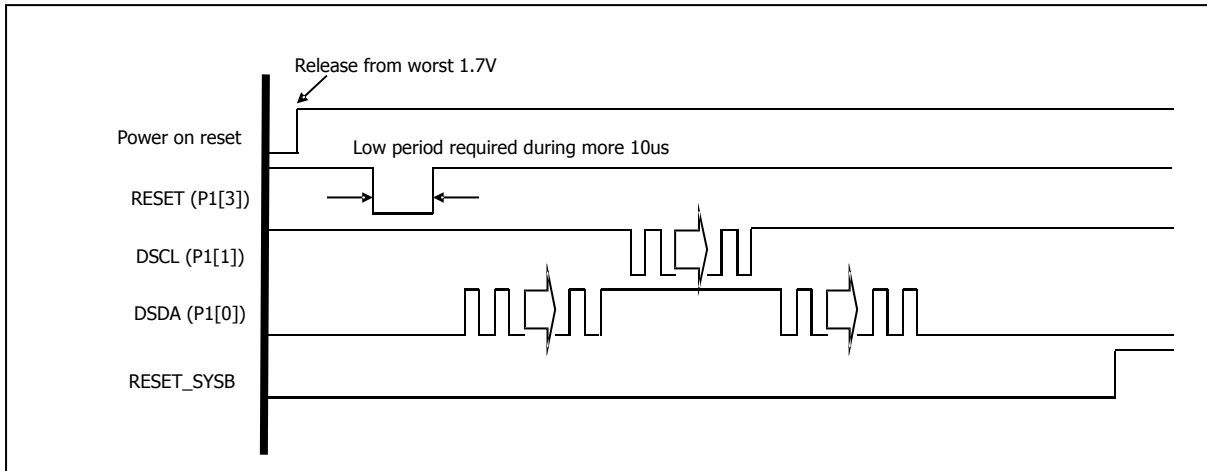 Release from worst 1.7V
Power on reset
Low period required during more 10us
RESET (P1[3])
DSCL (P1[1])
DSDA (P1[0])
RESET_SYSB